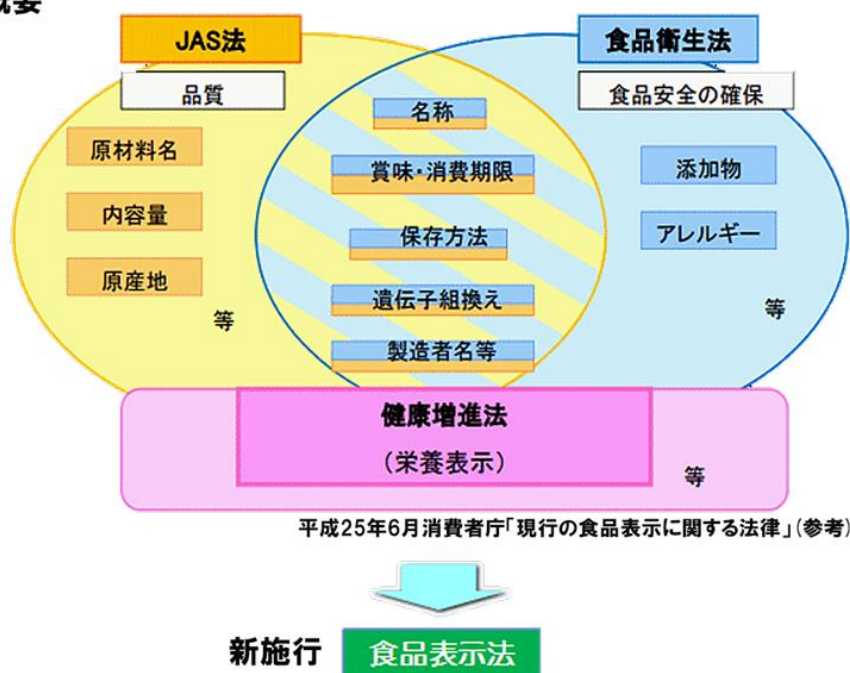 概要
JAS法
食品衛生法
品質
食品安全の確保
名称
原材料名
賞味・消費期限
添加物
内容量
保存方法
アレルギー
原産地
遺伝子組換え
等
等
製造者名等
健康増進法
(栄養表示)
等
平成25年6月消費者庁「現行の食品表示に関する法律」(参考)
新施行 食品表示法